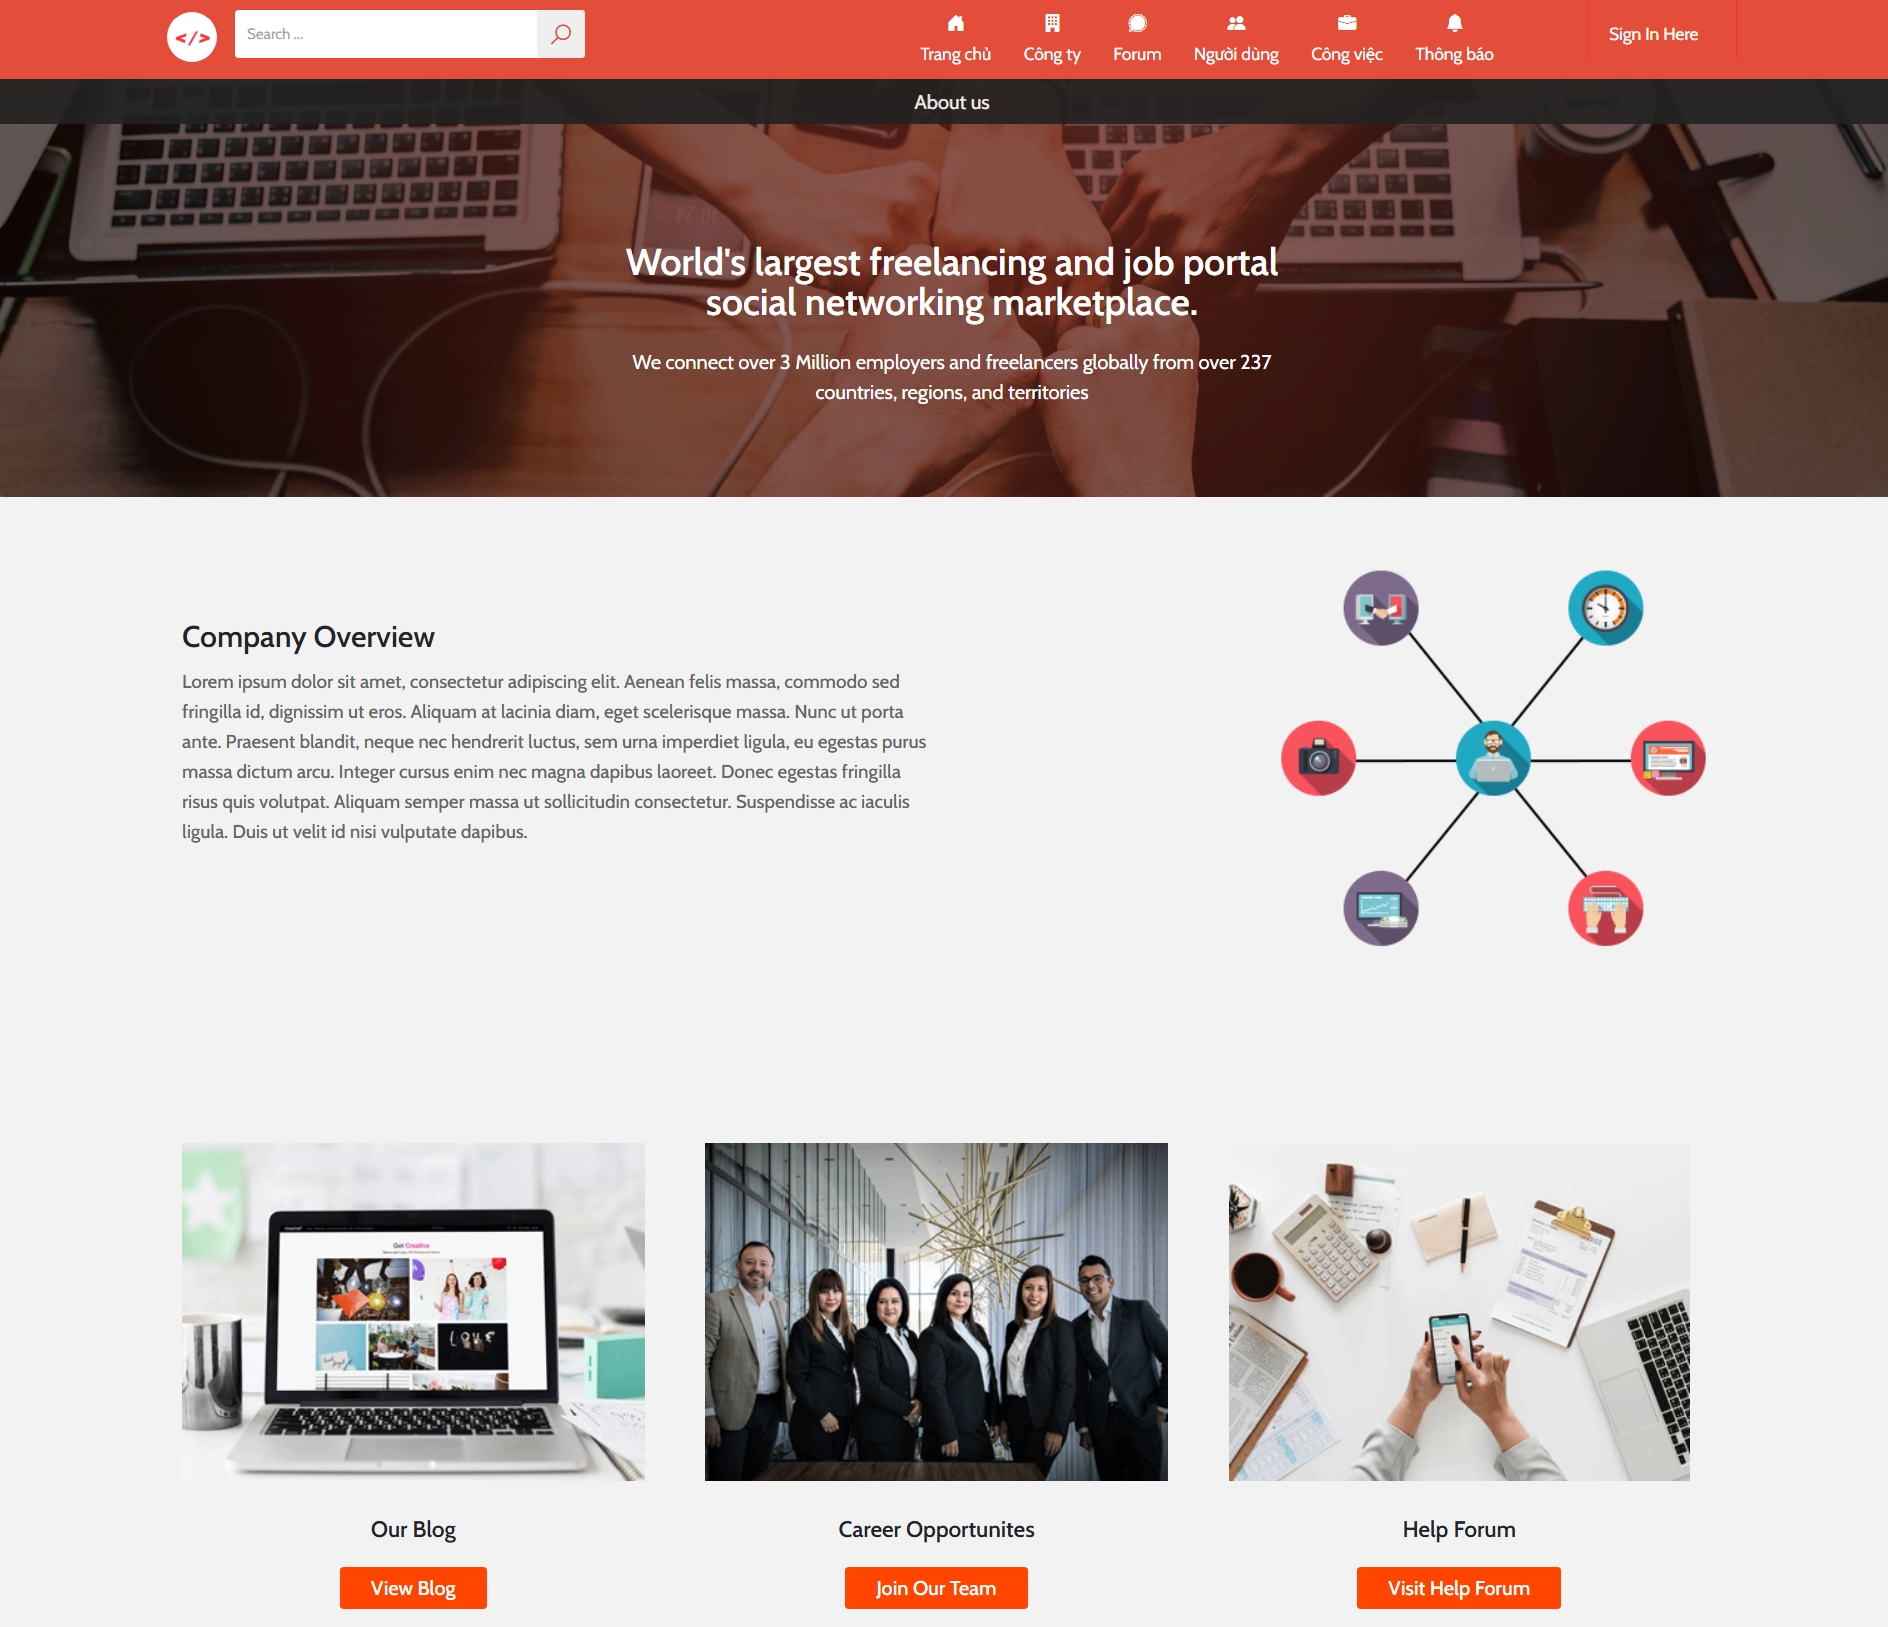 </>
Search ...
Trang chủ
Công ty
Forum
Người dùng
Công việc
Thông báo
Sign In Here
About us
World's largest freelancing and job portal
social networking marketplace.
We connect over 3 Million employers and freelancers globally from over 237
countries, regions, and territories
Company Overview
Lorem ipsum dolor sit amet, consectetur adipiscing elit. Aenean felis massa, commodo sed
fringilla id, dignissim ut eros. Aliquam at lacinia diam, eget scelerisque massa. Nunc ut porta
ante. Praesent blandit, neque nec hendrerit luctus, sem urna imperdiet ligula, eu egestas purus
massa dictum arcu. Integer cursus enim nec magna dapibus laoreet. Donec egestas fringilla
risus quis volutpat. Aliquam semper massa ut sollicitudin consectetur. Suspendisse ac iaculis
ligula. Duis ut velit id nisi vulputate dapibus.
Get Creative
LOVE
INVOICE
Our Blog
Career Opportunites
Help Forum
View Blog
Join Our Team
Visit Help Forum